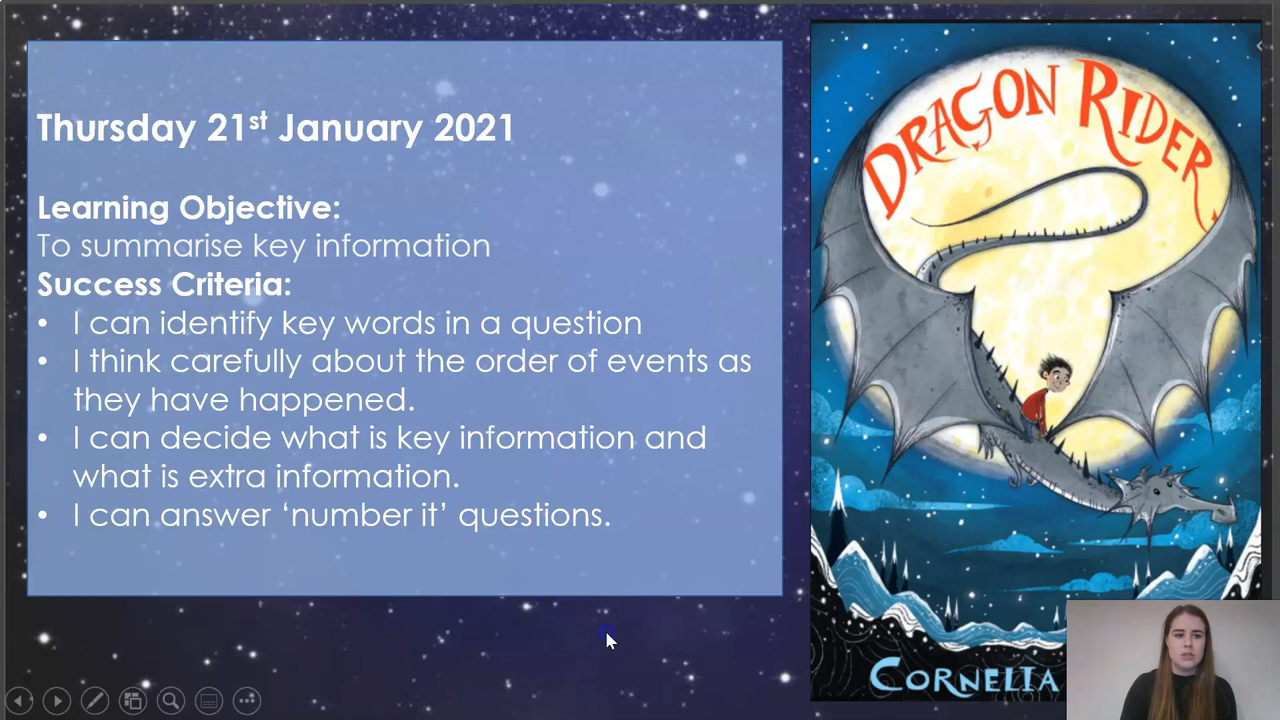 Thursday 21st January 2021
Learning Objective:
To summarise key information
Success Criteria:
• I can identify key words in a question
• I think carefully about the order of events as
they have happened.
• I can decide what is key information and
what is extra information.
• I can answer ‘number it’ questions.
DRAGON RIDER
CORNELIA